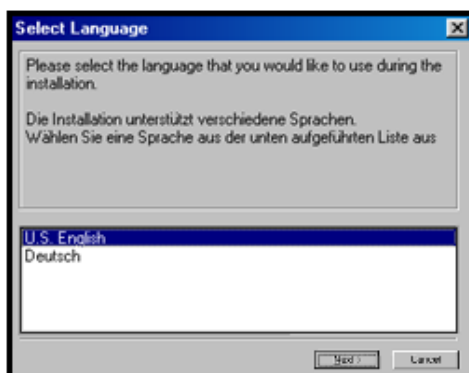 Select Language
Please select the language that you would like to use during the
installation.
Die Installation unterstützt verschiedene Sprachen.
Wählen Sie eine Sprache aus der unten aufgeführten Liste aus
U.S. English
Deutsch
Next >
Cancel